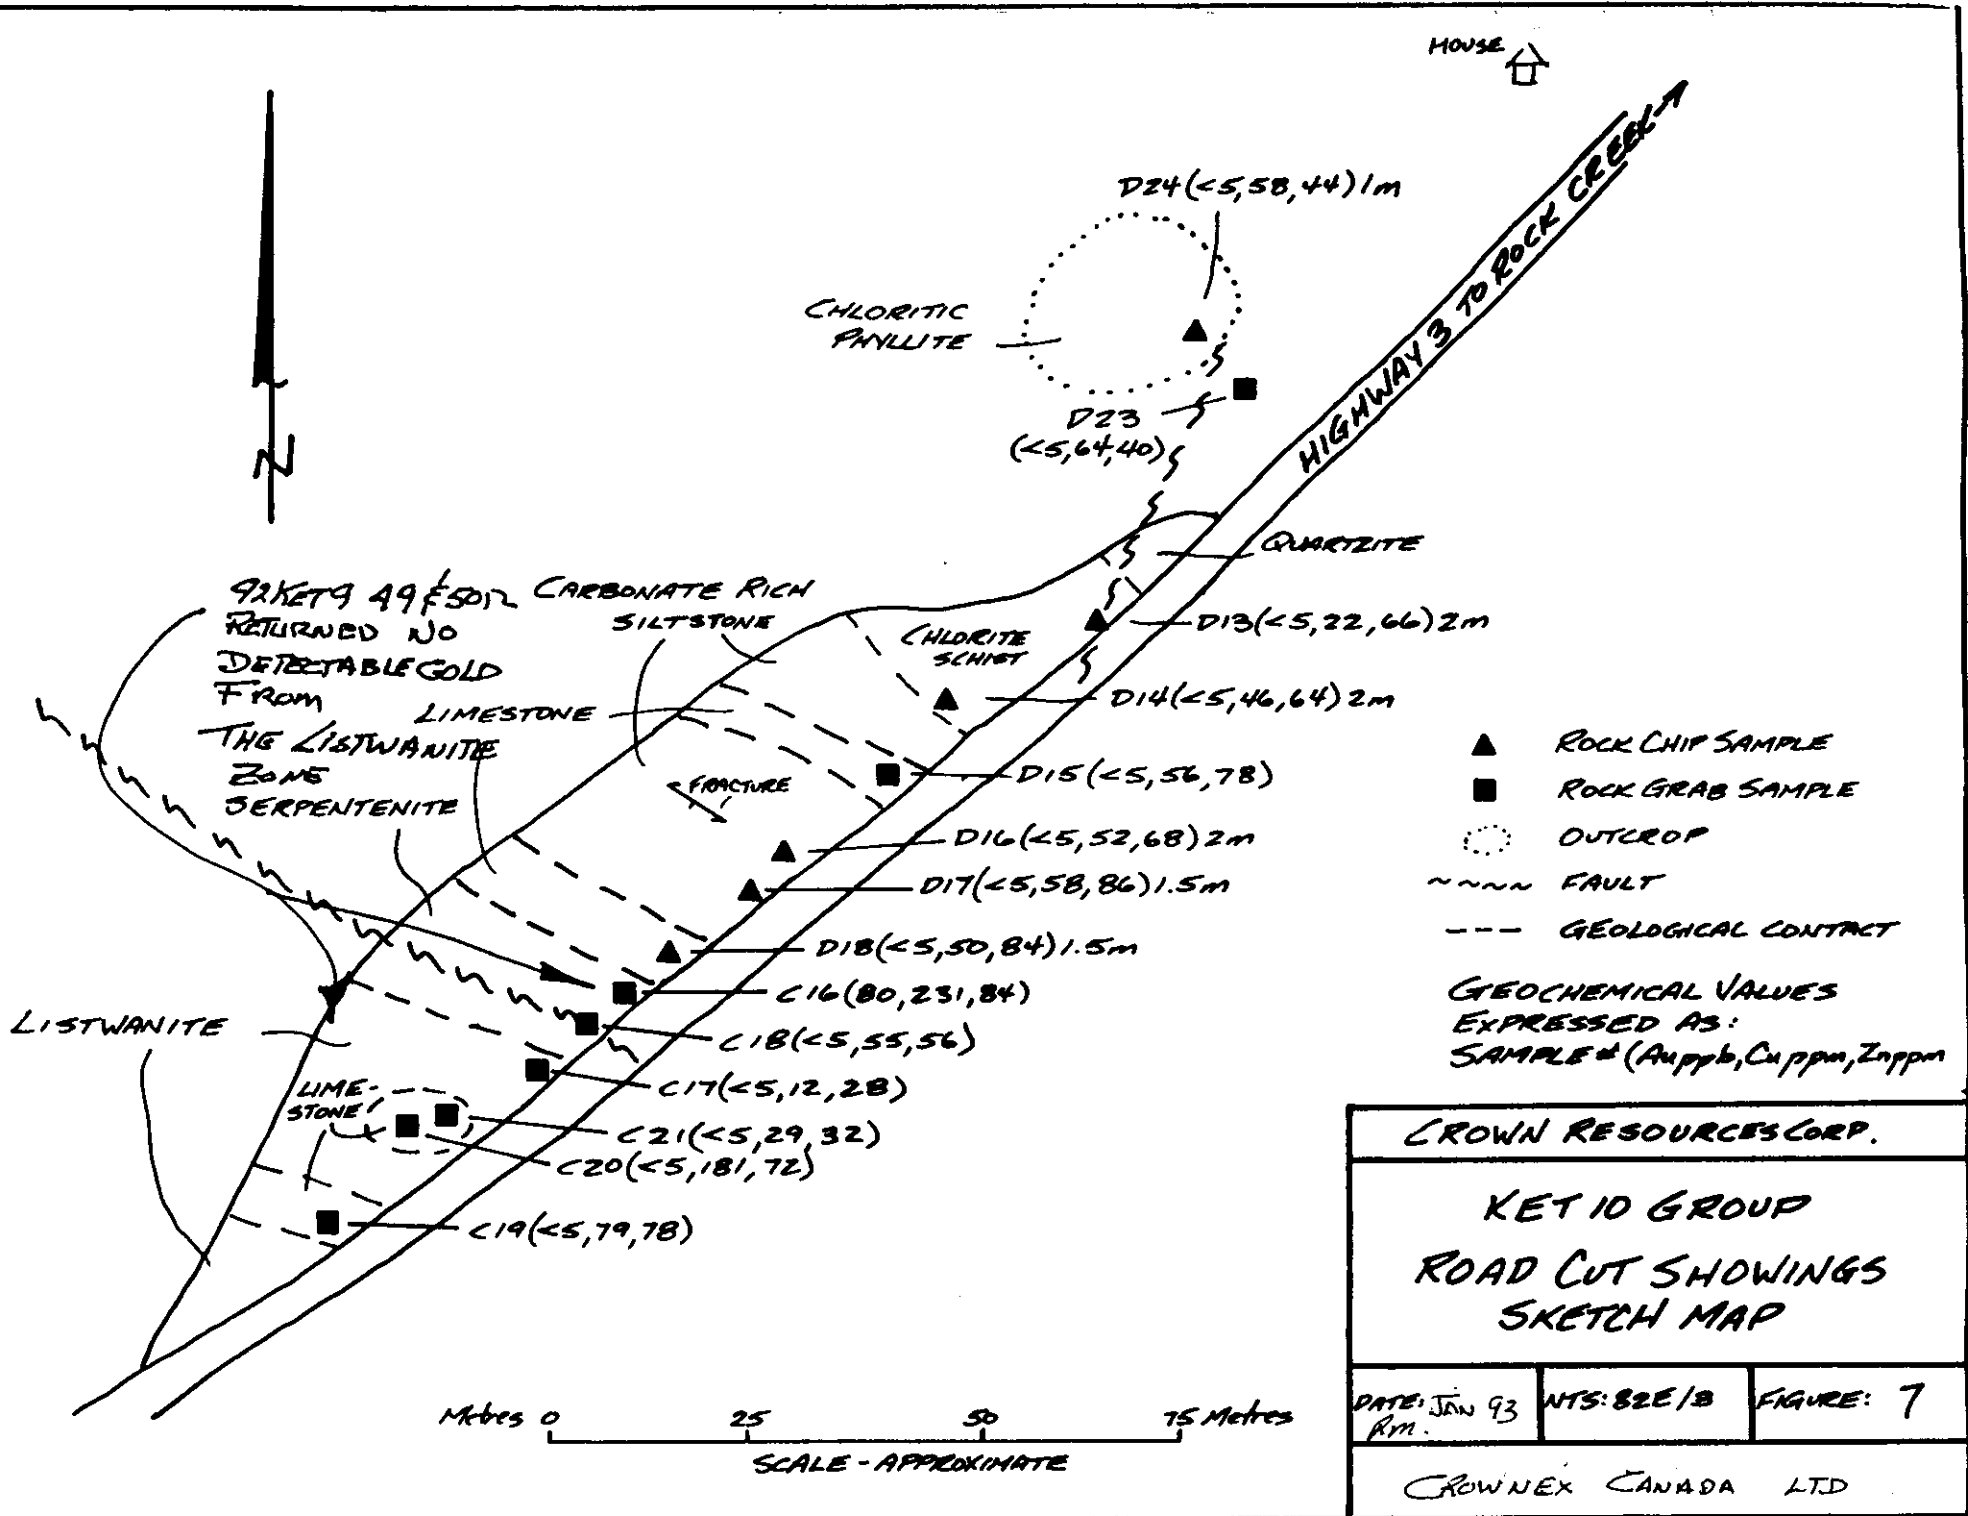 HOUSE
N
HIGHWAY 3 TO ROCK CREEK
D24(<5,58,44)1m
CHLORITIC
PHYLLITE
D23
(<5,64,40)
QUARTZITE
92KET9 49 & 50
RETURNED NO
DETECTABLE GOLD
FROM
THE LISTWANITE
ZONE
CARBONATE RICH
SILTSTONE
CHLORITE
SCHIST
D13(<5,22,66)2m
D14(<5,46,64)2m
LIMESTONE
SERPENTENITE
FRACTURE
D15(<5,56,78)
D16(<5,52,68)2m
D17(<5,58,86)1.5m
D18(<5,50,84)1.5m
C16(80,231,84)
C18(<5,55,56)
LISTWANITE
C17(<5,12,28)
LIME-
STONE
C21(<5,29,32)
C20(<5,181,72)
C19(<5,79,78)
ROCK CHIP SAMPLE
ROCK GRAB SAMPLE
OUTCROP
FAULT
GEOLOGICAL CONTACT
GEOCHEMICAL VALUES
EXPRESSED AS:
SAMPLE # (Auppb,Cuppm,Znppm
Metres 0 25 50 75 Metres
SCALE - APPROXIMATE
CROWN RESOURCES CORP.
KET 10 GROUP
ROAD CUT SHOWINGS
SKETCH MAP
DATE: JAN 93
RM.
NTS: 82E/3
FIGURE: 7
CROWNEX CANADA LTD